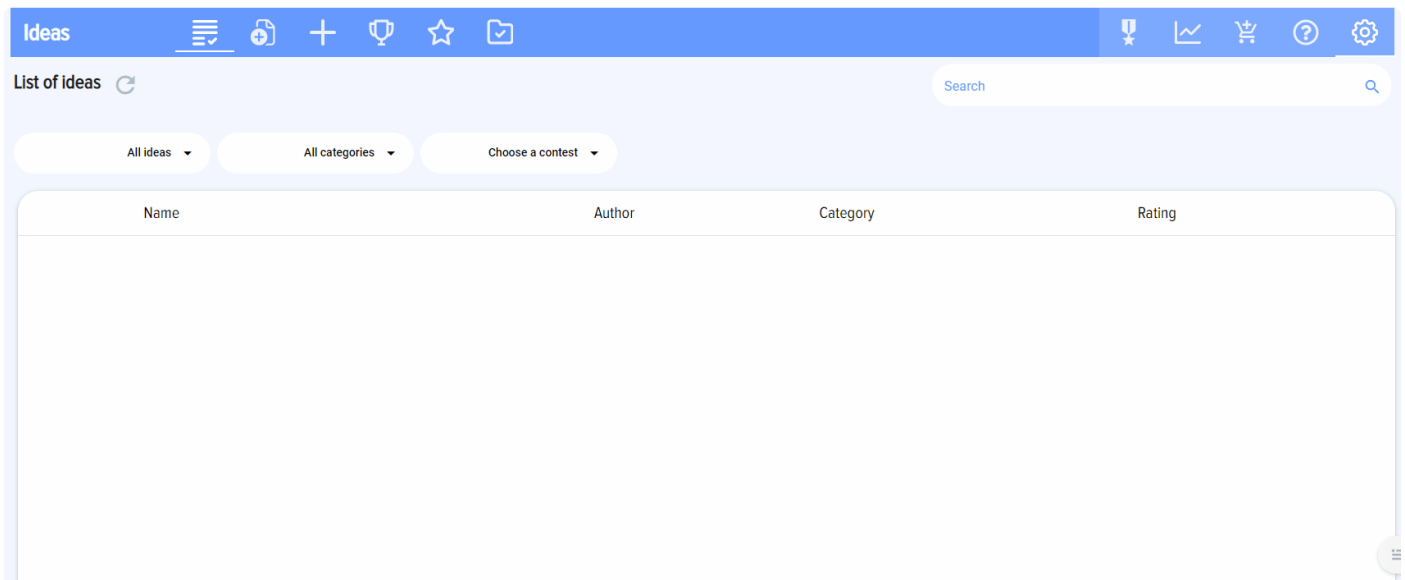 Ideas
List of ideas
Search
All ideas
All categories
Choose a contest
Name Author Category Rating